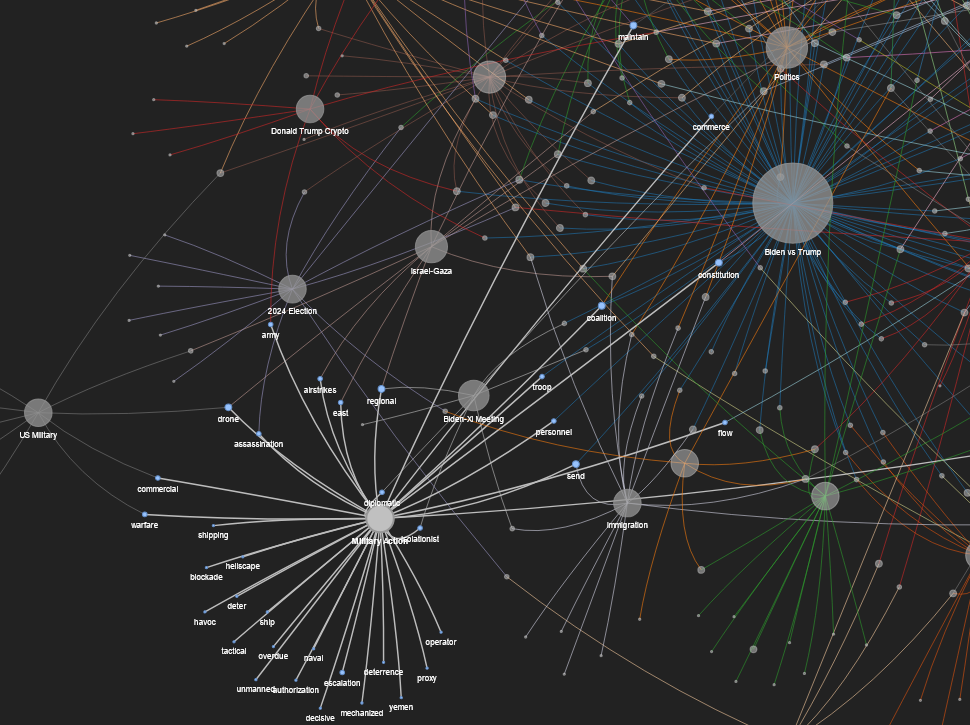 maintain
Politics
commerce
Donald Trump Crypto
Biden vs Trump
Israel-Gaza
constitution
2024 Election
coalition
army
airstrikes
troop
regional
east
drone
Biden-Xi Meeting
US Military
personnel
flow
assassination
send
commercial
diplomatic
warfare
Immigration
shipping
Military Action
isolationist
hellscape
blockade
deter
havoc
ship
operator
tactical
overdue
naval
deterrence
proxy
escalation
unmanned
authorization
yemen
mechanized
decisive